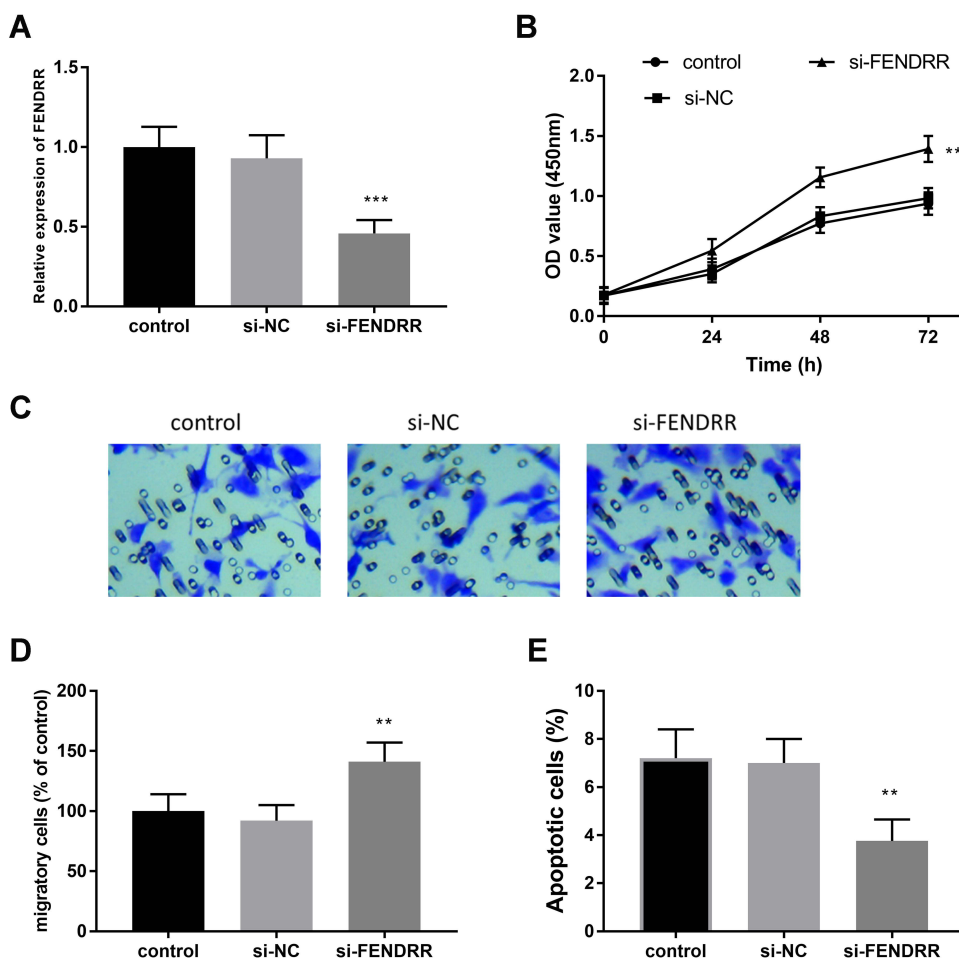 A
Relative expression of FENDRR
1.5
1.0
0.5
0.0
***
control si-NC si-FENDRR
B
control si-FENDRR
si-NC
OD value (450nm)
2.0
1.5
1.0
0.5
0.0
**
0 24 48 72
Time (h)
C
control si-NC si-FENDRR
D
migratory cells (% of control)
200
150
100
50
0
**
control si-NC si-FENDRR
E
Apoptotic cells (%)
10
8
6
4
2
0
**
control si-NC si-FENDRR